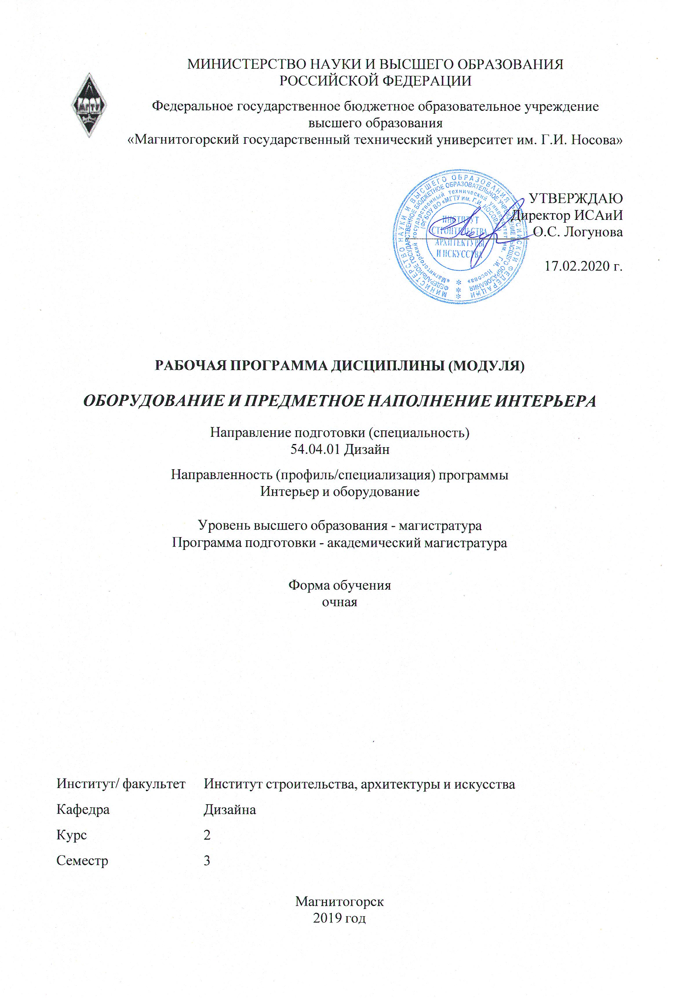 МИНИСТЕРСТВО НАУКИ И ВЫСШЕГО ОБРАЗОВАНИЯ
РОССИЙСКОЙ ФЕДЕРАЦИИ
Федеральное государственное бюджетное образовательное учреждение
высшего образования
«Магнитогорский государственный технический университет им. Г.И. Носова»
МГТУ
УТВЕРЖДАЮ
Директор ИСАиИ
О.С. Логунова
17.02.2020 г.
МИНИСТЕРСТВО НАУКИ И ВЫСШЕГО ОБРАЗОВАНИЯ РОССИЙСКОЙ ФЕДЕРАЦИИ
ФЕДЕРАЛЬНОЕ ГОСУДАРСТВЕННОЕ БЮДЖЕТНОЕ ОБРАЗОВАТЕЛЬНОЕ УЧРЕЖДЕНИЕ ВЫСШЕГО ОБРАЗОВАНИЯ
«Магнитогорский государственный технический университет им. Г.И. Носова»
(ФГБОУ ВО «МГТУ им. Г.И. НОСОВА»)
ИНСТИТУТ
СТРОИТЕЛЬСТВА,
АРХИТЕКТУРЫ
И ИСКУССТВА
РАБОЧАЯ ПРОГРАММА ДИСЦИПЛИНЫ (МОДУЛЯ)
ОБОРУДОВАНИЕ И ПРЕДМЕТНОЕ НАПОЛНЕНИЕ ИНТЕРЬЕРА
Направление подготовки (специальность)
54.04.01 Дизайн
Направленность (профиль/специализация) программы
Интерьер и оборудование
Уровень высшего образования - магистратура
Программа подготовки - академический магистратура
Форма обучения
очная
Институт/ факультет Институт строительства, архитектуры и искусства
Кафедра Дизайна
Курс 2
Семестр 3
Магнитогорск
2019 год